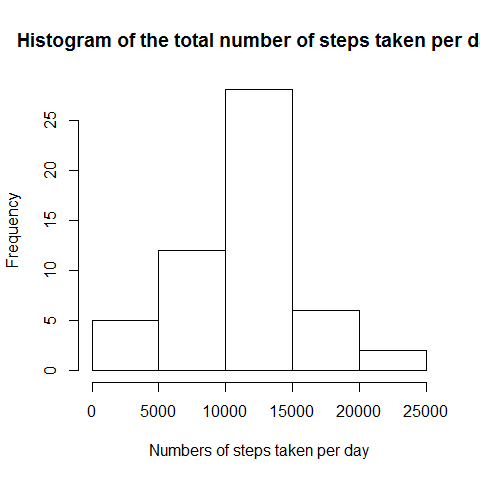 Histogram of the total number of steps taken per d
Frequency
25
20
15
10
5
0
0 5000 10000 15000 20000 25000
Numbers of steps taken per day